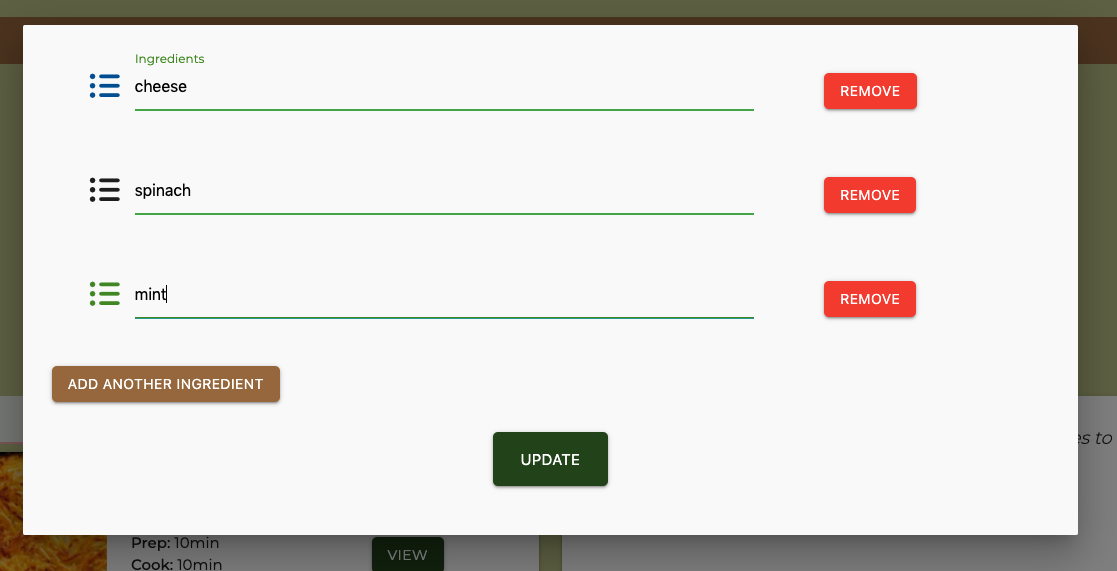 Ingredients
cheese
REMOVE
spinach
REMOVE
mint
REMOVE
ADD ANOTHER INGREDIENT
UPDATE
es to
Prep: 10min
VIEW
Cook: 10min